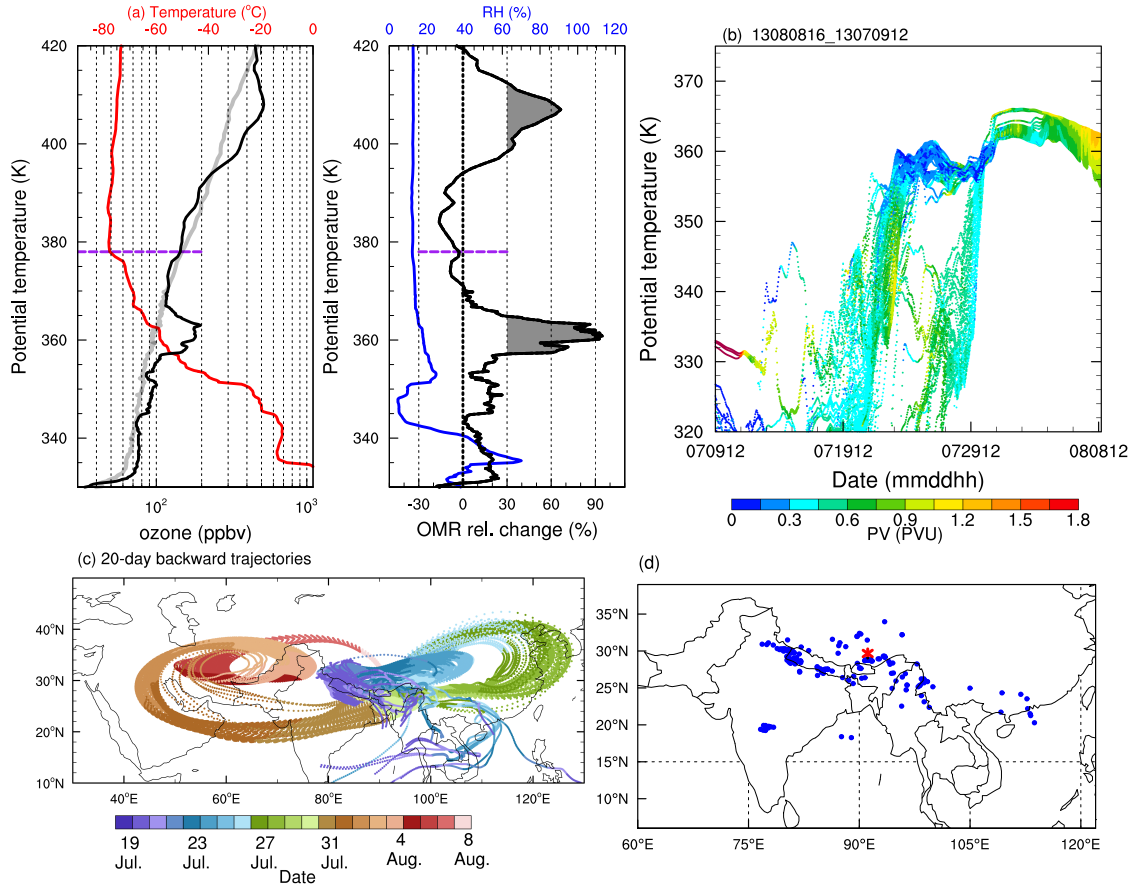 (a) Temperature (°C)
-80 -60 -40 -20 0
RH (%)
0 20 40 60 80 100 120
(b) 13080816_13070912
420
400
380
360
340
Potential temperature (K)
10² 10³
ozone (ppbv)
420
400
380
360
340
Potential temperature (K)
-30 0 30 60 90
OMR rel. change (%)
370
360
350
340
330
320
Potential temperature (K)
070912 071912 072912 080812
Date (mmddhh)
0 0.3 0.6 0.9 1.2 1.5 1.8
PV (PVU)
(c) 20-day backward trajectories
40°N
30°N
20°N
10°N
40°E 60°E 80°E 100°E 120°E
19 23 27 31 4 8
Jul. Jul. Jul. Jul. Aug. Aug.
Date
(d)
35°N
30°N
25°N
20°N
15°N
10°N
60°E 75°E 90°E 105°E 120°E